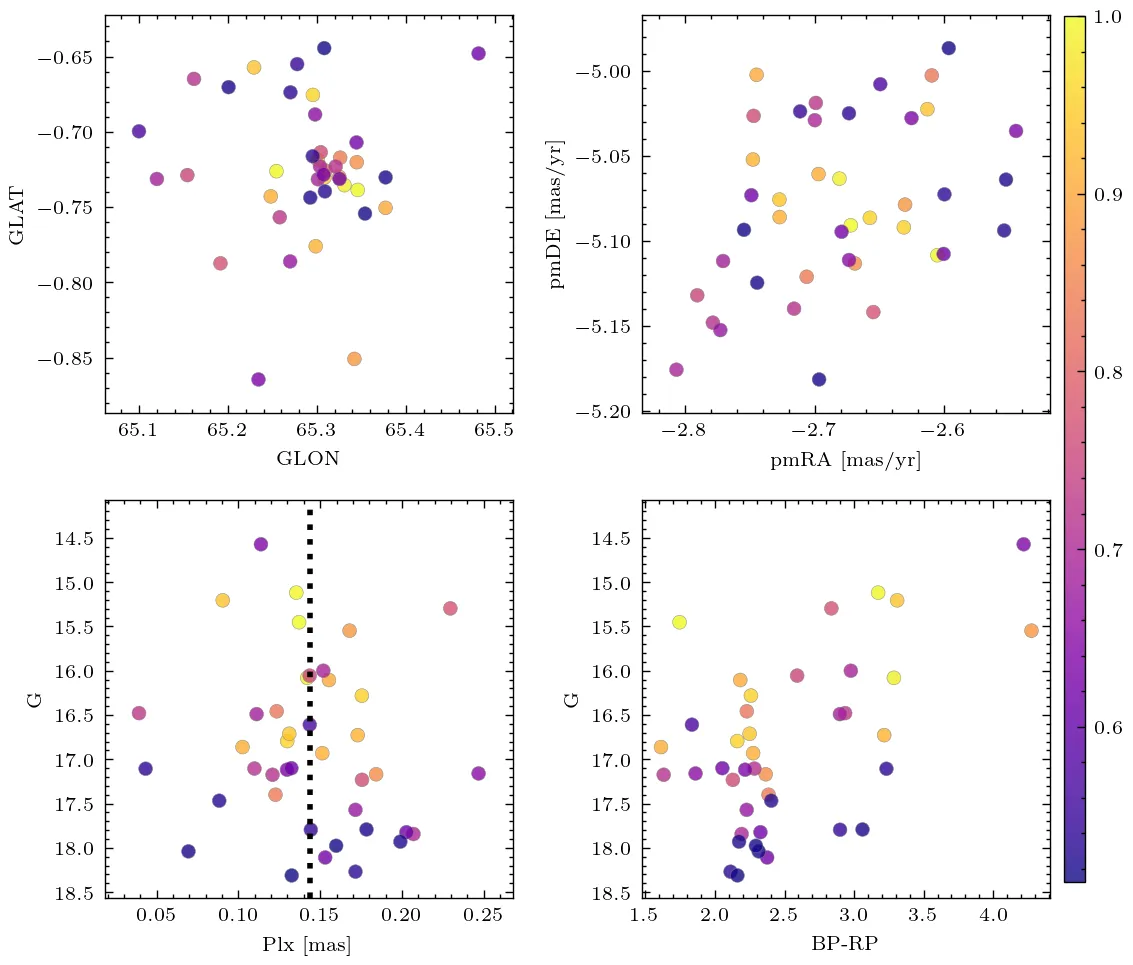 −0.65
−0.70
−0.75
−0.80
−0.85
GLAT
65.1 65.2 65.3 65.4 65.5
GLON
−5.00
−5.05
−5.10
−5.15
−5.20
pmDE [mas/yr]
−2.8 −2.7 −2.6
pmRA [mas/yr]
1.0
0.9
0.8
0.7
0.6
14.5
15.0
15.5
16.0
16.5
17.0
17.5
18.0
18.5
G
0.05 0.10 0.15 0.20 0.25
Plx [mas]
14.5
15.0
15.5
16.0
16.5
17.0
17.5
18.0
18.5
G
1.5 2.0 2.5 3.0 3.5 4.0
BP-RP